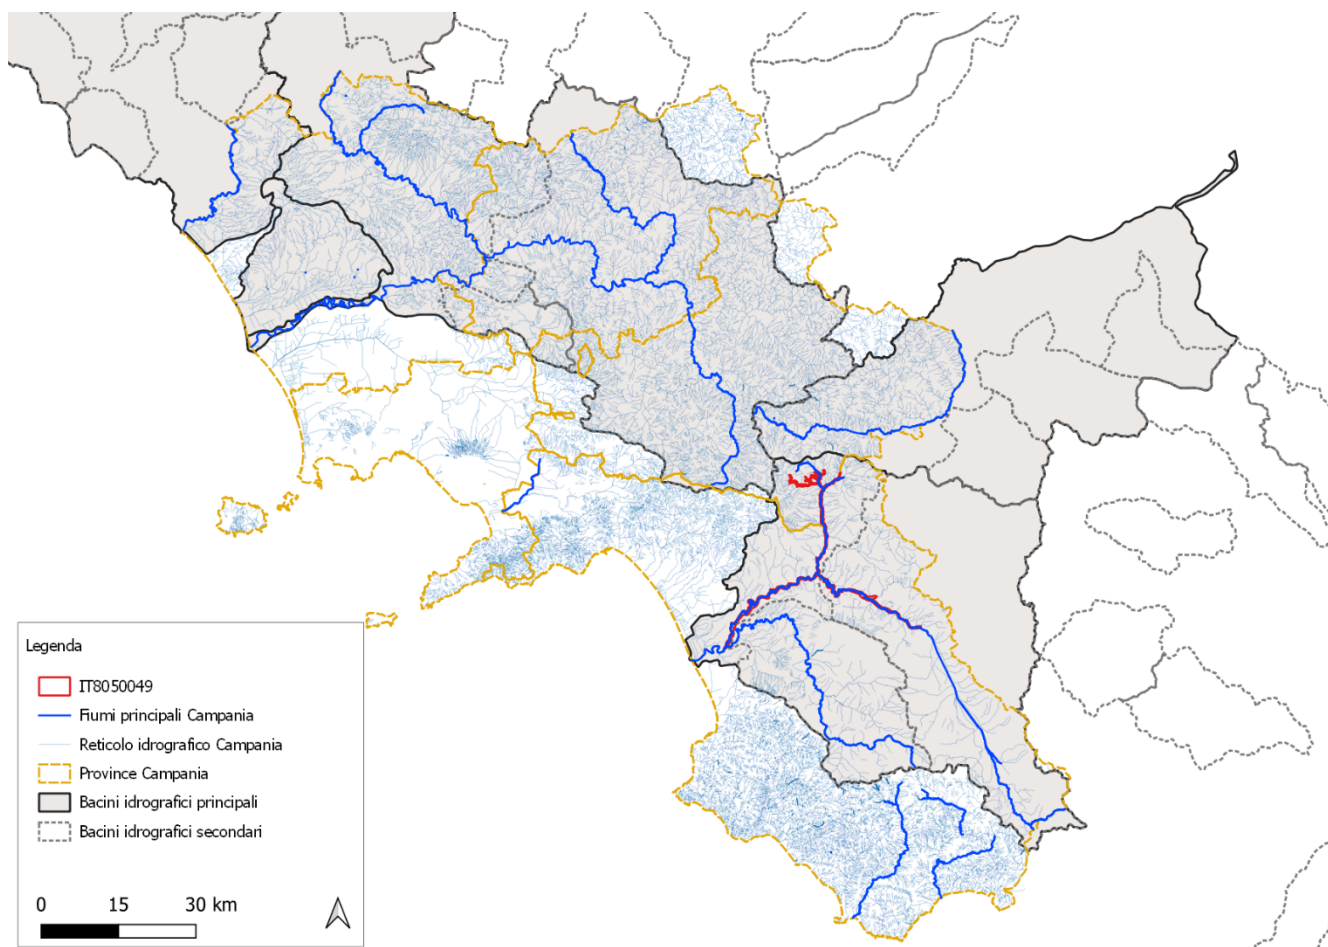 Legenda
IT8050049
Fiumi principali Campania
Reticolo idrografico Campania
Province Campania
Bacini idrografici principali
Bacini idrografici secondari
0 15 30 km